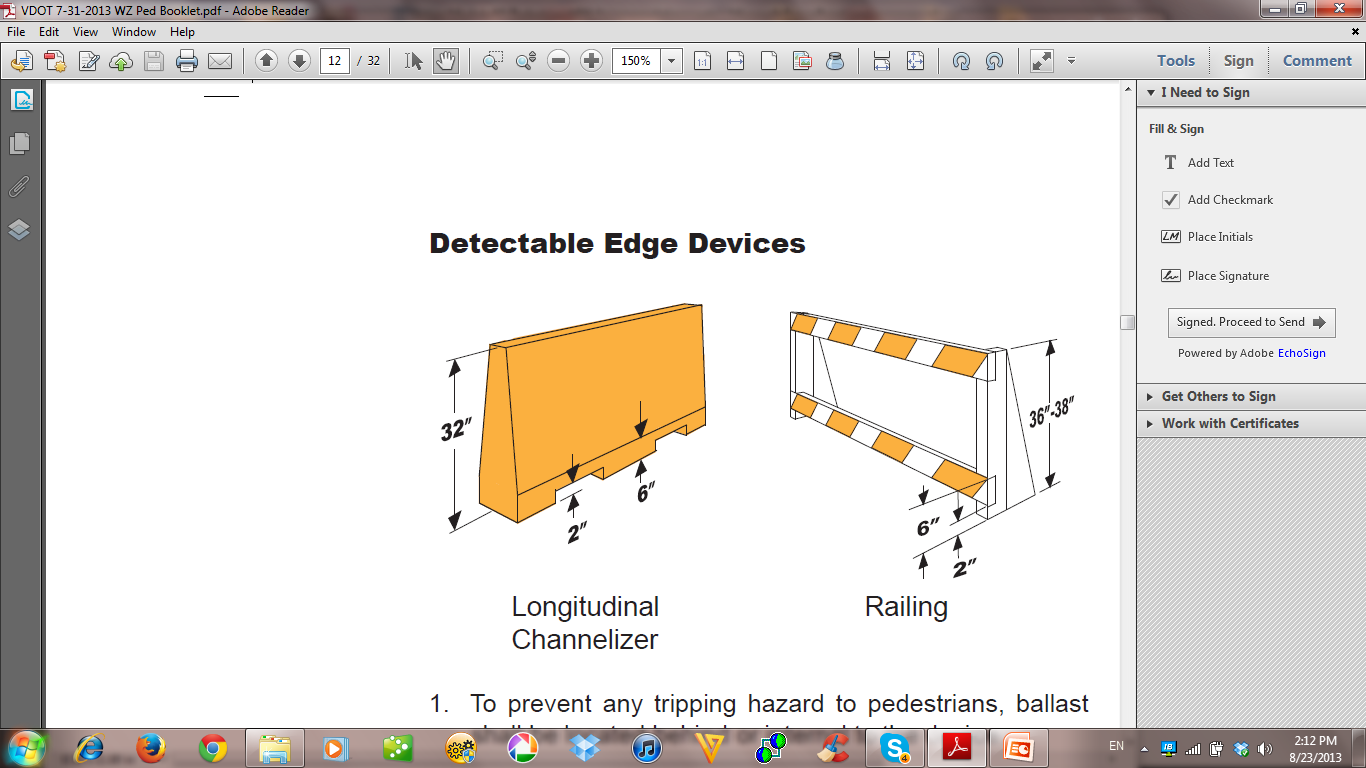 VDOT 7-31-2013 WZ Ped Booklet.pdf - Adobe Reader
File Edit View Window Help
12 / 32 150% 1:1 Tools Sign Comment
I Need to Sign
Fill & Sign
Add Text
Add Checkmark
Place Initials
Place Signature
Signed. Proceed to Send
Powered by Adobe EchoSign
Get Others to Sign
Work with Certificates
Detectable Edge Devices
32"
2"
6"
36"-38"
6"
2"
Longitudinal
Channelizer
Railing
1. To prevent any tripping hazard to pedestrians, ballast
EN
2:12 PM
8/23/2013